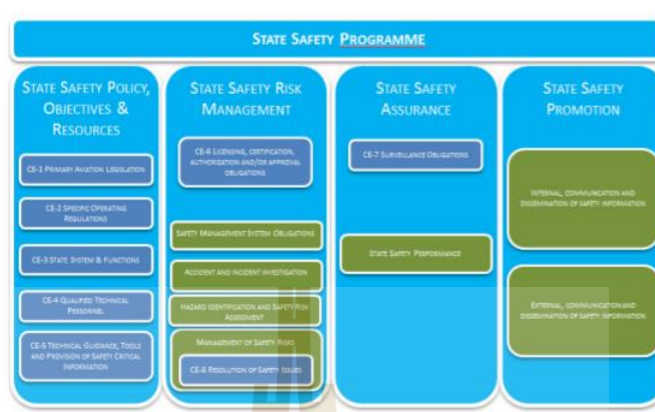 STATE SAFETY PROGRAMME
STATE SAFETY POLICY,
OBJECTIVES &
RESOURCES
CE-1 PRIMARY AVIATION LEGISLATION
CE-2 SPECIFIC OPERATING
REGULATIONS
CE-3 STATE SYSTEM & FUNCTIONS
CE-4 QUALIFIED TECHNICAL
PERSONNEL
CE-5 TECHNICAL GUIDANCE, TOOLS
AND PROVISION OF SAFETY CRITICAL
INFORMATION
STATE SAFETY RISK
MANAGEMENT
CE-6 LICENSING, CERTIFICATION,
AUTHORIZATION AND/OR APPROVAL
OBLIGATIONS
SAFETY MANAGEMENT SYSTEM OBLIGATIONS
ACCIDENT AND INCIDENT INVESTIGATION
HAZARD IDENTIFICATION AND SAFETY RISK
ASSESSMENT
MANAGEMENT OF SAFETY RISKS
CE-8 RESOLUTION OF SAFETY ISSUES
STATE SAFETY
ASSURANCE
CE-7 SURVEILLANCE OBLIGATIONS
STATE SAFETY PERFORMANCE
STATE SAFETY
PROMOTION
INTERNAL, COMMUNICATION AND
DISSEMINATION OF SAFETY INFORMATION
EXTERNAL, COMMUNICATION AND
DISSEMINATION OF SAFETY INFORMATION